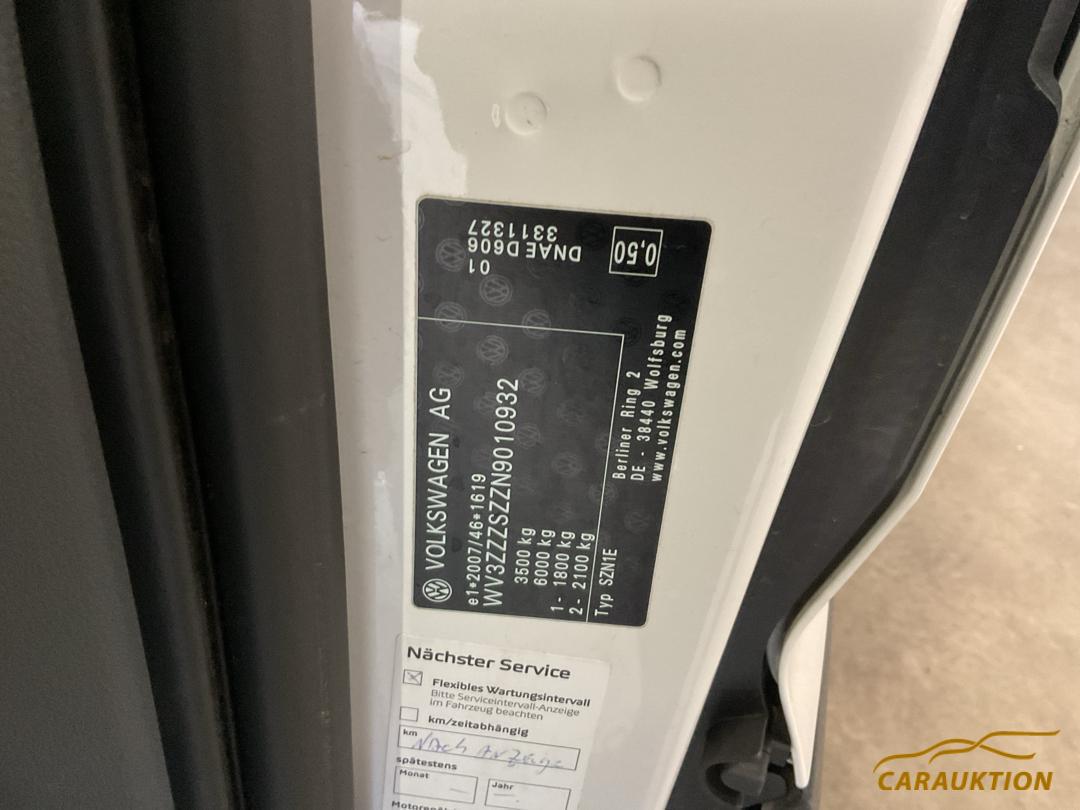 VOLKSWAGEN AG
e1*2007/46*1619
WV3ZZZSZZN9010932
3500 kg
6000 kg
1- 1800 kg
2- 2100 kg
Typ SZN1E
Berliner Ring 2
DE - 38440 Wolfsburg
www.volkswagen.com
3311327
01 DNAE D606
0,50
Nächster Service
Flexibles Wartungsintervall
Bitte Serviceintervall-Anzeige
im Fahrzeug beachten
km/zeitabhängig
km
Nach Anzeige
spätestens
Monat Jahr
CARAUKTION